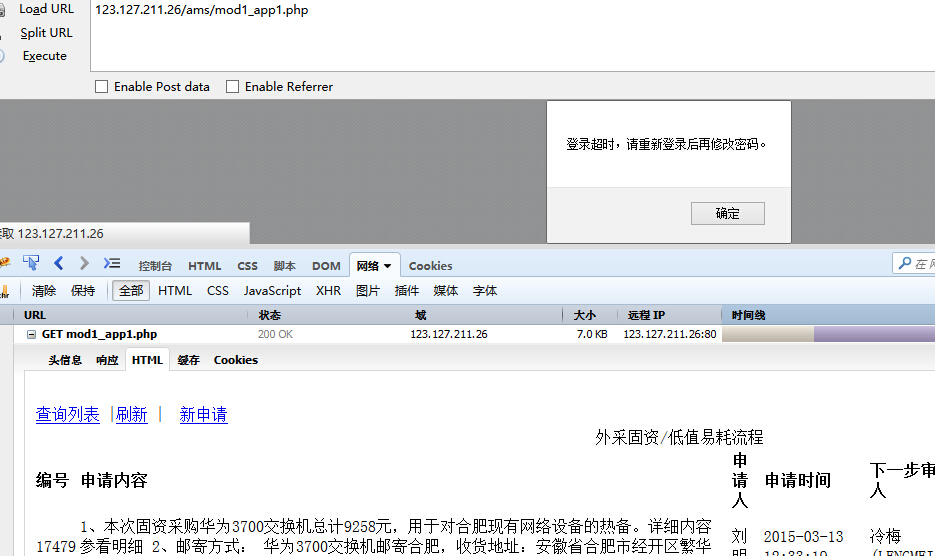 Load URL
123.127.211.26/ams/mod1_app1.php
Split URL
Execute
Enable Post data
Enable Referrer
登录超时，请重新登录后再修改密码。
确定
取 123.127.211.26
控制台 HTML CSS 脚本 DOM 网络 Cookies
在
清除 保持 全部 HTML CSS JavaScript XHR 图片 插件 媒体 字体
URL 状态 域 大小 远程 IP 时间线
GET mod1_app1.php 200 OK 123.127.211.26 7.0 KB 123.127.211.26:80
头信息 响应 HTML 缓存 Cookies
查询列表 |刷新 | 新申请
外采固资/低值易耗流程
编号 申请内容 申请人 申请时间 下一步审人
1、本次固资采购华为3700交换机总计9258元，用于对合肥现有网络设备的热备。详细内容
17479 参看明细 2、邮寄方式： 华为3700交换机邮寄合肥，收货地址：安徽省合肥市经开区繁华
刘明 2015-03-13 冷梅